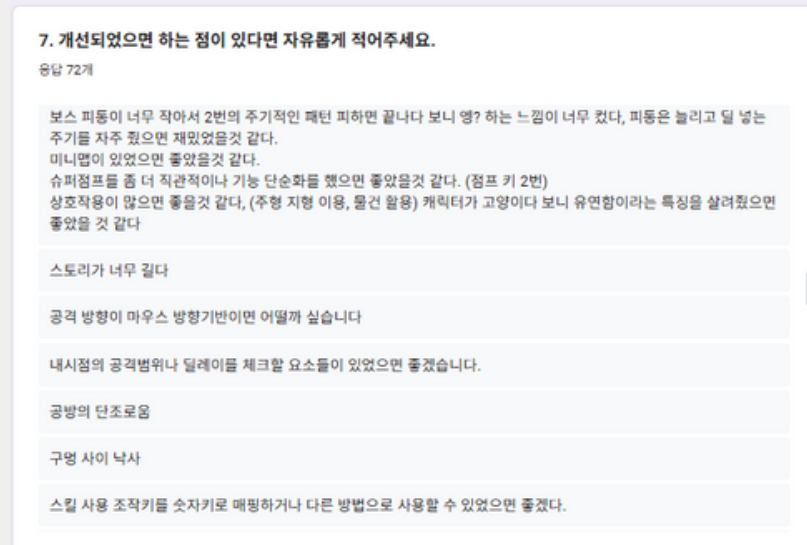 7. 개선되었으면 하는 점이 있다면 자유롭게 적어주세요.
응답 72개
보스 피통이 너무 작아서 2번의 주기적인 패턴 피하면 끝나다 보니 엥? 하는 느낌이 너무 컸다, 피통은 늘리고 딜 넣는
주기를 자주 줬으면 재밌었을것 같다.
미니맵이 있었으면 좋았을것 같다.
슈퍼점프를 좀 더 직관적이나 기능 단순화를 했으면 좋았을것 같다. (점프 키 2번)
상호작용이 많으면 좋을것 같다, (주형 지형 이용, 물건 활용) 캐릭터가 고양이다 보니 유연함이라는 특징을 살려줬으면
좋았을 것 같다
스토리가 너무 길다
공격 방향이 마우스 방향기반이면 어떨까 싶습니다
내시점의 공격범위나 딜레이를 체크할 요소들이 있었으면 좋겠습니다.
공방의 단조로움
구멍 사이 낙사
스킬 사용 조작키를 숫자키로 매핑하거나 다른 방법으로 사용할 수 있었으면 좋겠다.